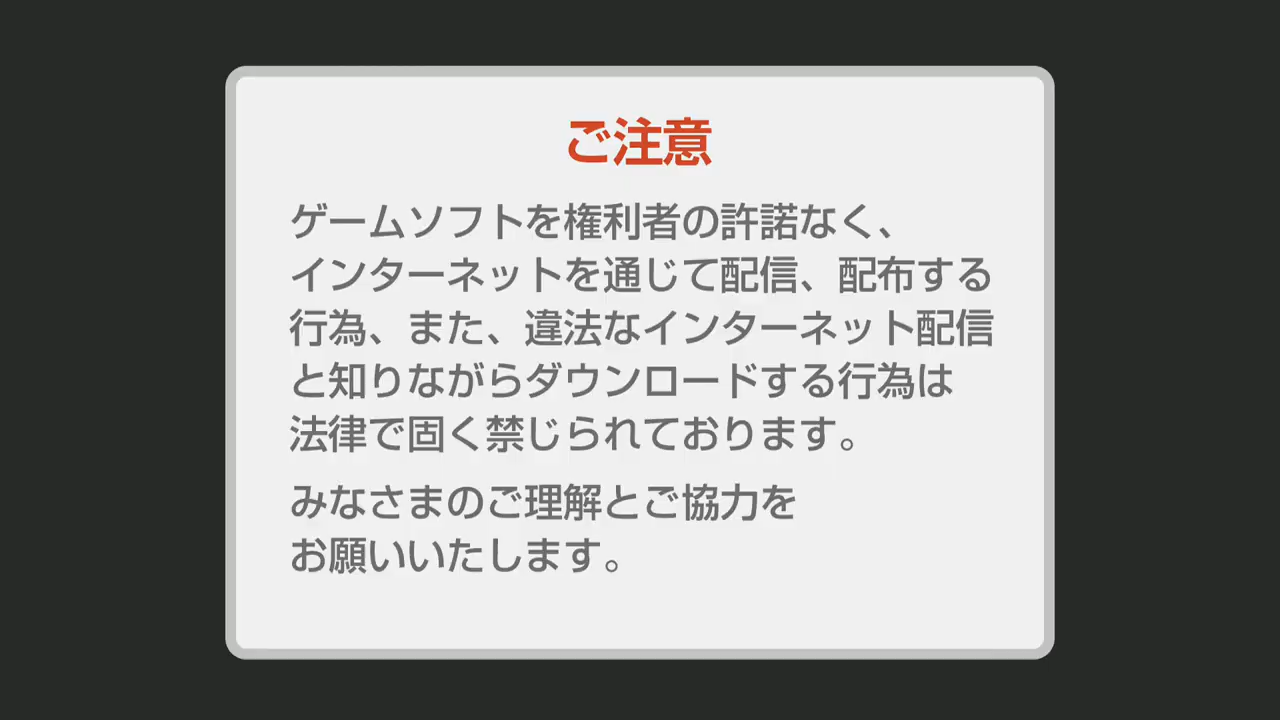 ご注意
ゲームソフトを権利者の許諾なく、
インターネットを通じて配信、配布する
行為、また、違法なインターネット配信
と知りながらダウンロードする行為は
法律で固く禁じられております。
みなさまのご理解とご協力を
お願いいたします。